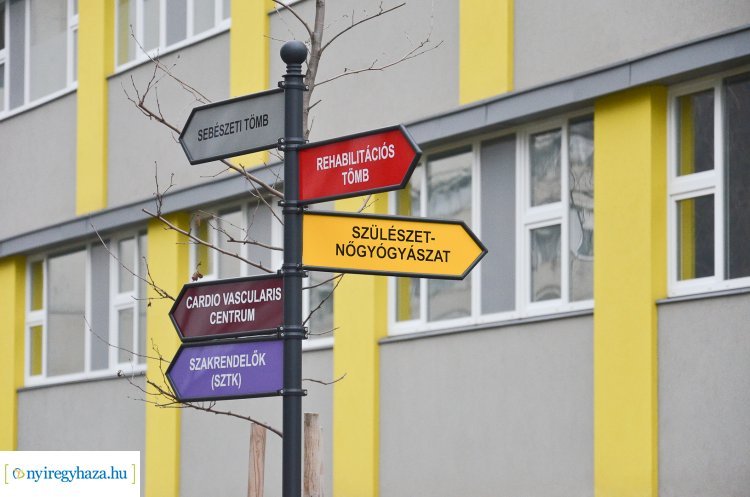 SEBÉSZETI TÖMB
REHABILITÁCIÓS
TÖMB
SZÜLÉSZET-
NŐGYÓGYÁSZAT
CARDIO VASCULARIS
CENTRUM
SZAKRENDELŐK
(SZTK)
nyiregyhaza.hu